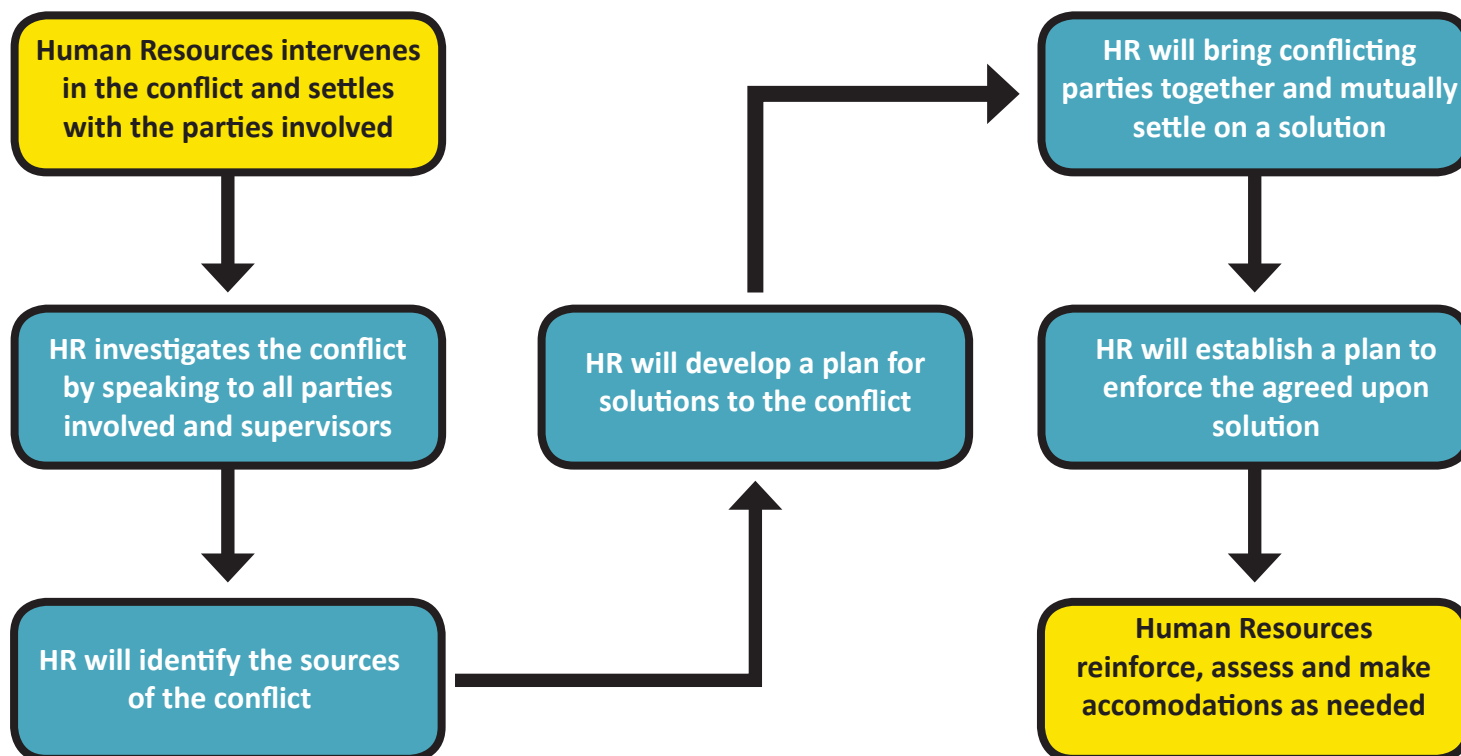 Human Resources intervenes
in the conflict and settles
with the parties involved
HR investigates the conflict
by speaking to all parties
involved and supervisors
HR will identify the sources
of the conflict
HR will develop a plan for
solutions to the conflict
HR will bring conflicting
parties together and mutually
settle on a solution
HR will establish a plan to
enforce the agreed upon
solution
Human Resources
reinforce, assess and make
accomodations as needed